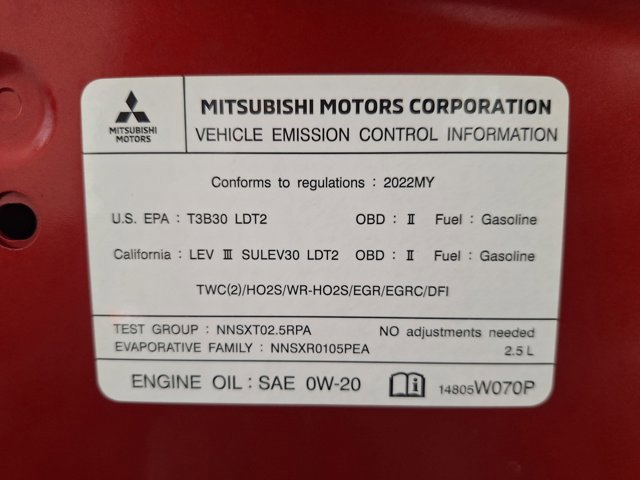 MITSUBISHI MOTORS
MITSUBISHI MOTORS CORPORATION
VEHICLE EMISSION CONTROL INFORMATION
Conforms to regulations : 2022MY
U.S. EPA : T3B30 LDT2 OBD : Ⅱ Fuel : Gasoline
California : LEV Ⅲ SULEV30 LDT2 OBD : Ⅱ Fuel : Gasoline
TWC(2)/HO2S/WR-HO2S/EGR/EGRC/DFI
TEST GROUP : NNSXT02.5RPA NO adjustments needed
EVAPORATIVE FAMILY : NNSXR0105PEA 2.5 L
ENGINE OIL : SAE 0W-20 14805W070P